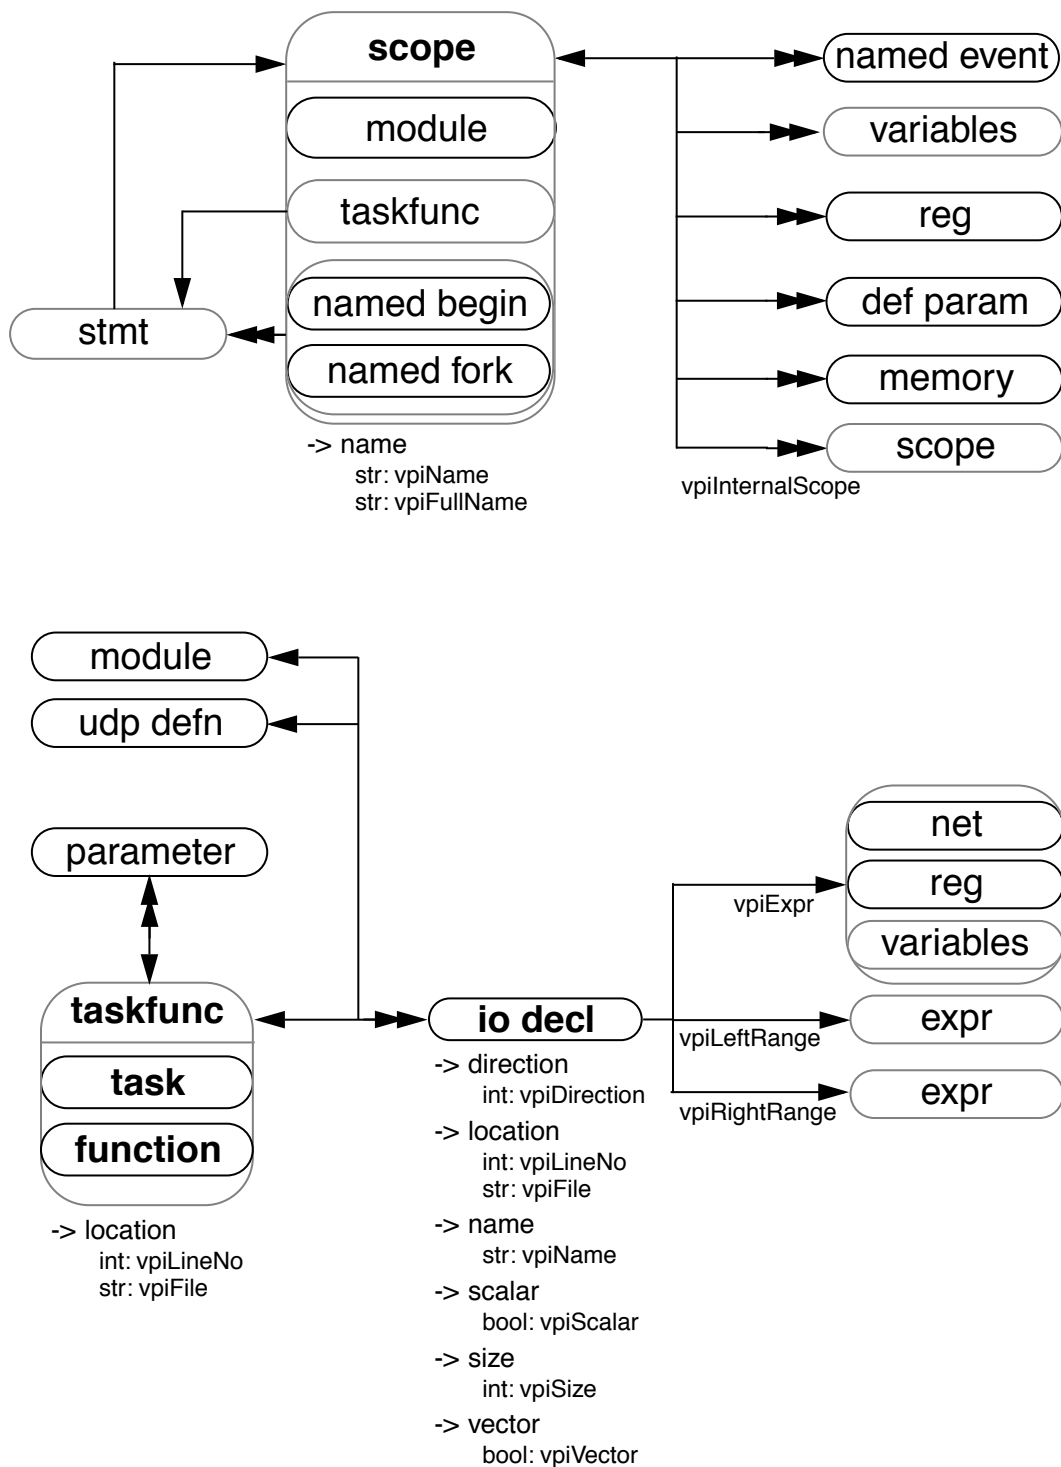 scope
module
taskfunc
named begin
named fork
stmt
-> name
str: vpiName
str: vpiFullName
named event
variables
reg
def param
memory
scope
vpiInternalScope
module
udp defn
parameter
taskfunc
task
function
-> location
int: vpiLineNo
str: vpiFile
io decl
-> direction
int: vpiDirection
-> location
int: vpiLineNo
str: vpiFile
-> name
str: vpiName
-> scalar
bool: vpiScalar
-> size
int: vpiSize
-> vector
bool: vpiVector
vpiExpr
net
reg
variables
vpiLeftRange
expr
vpiRightRange
expr